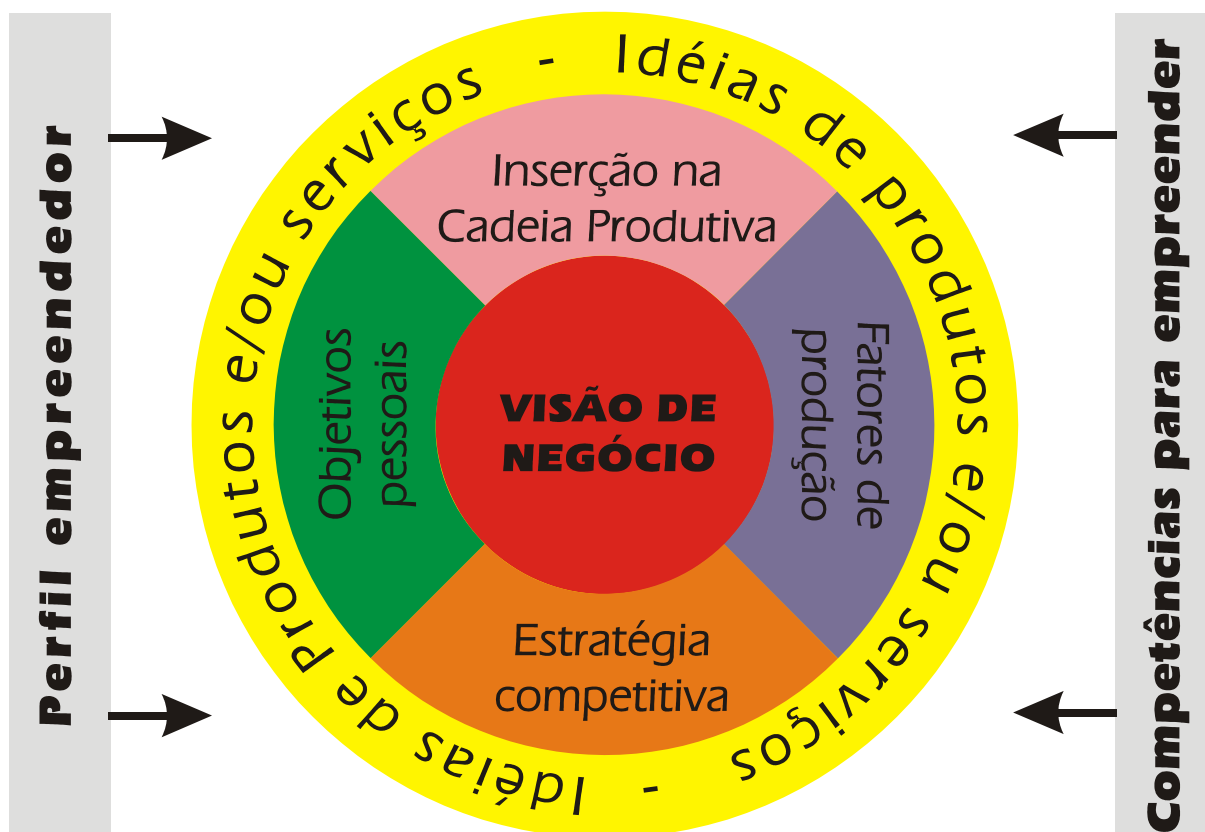 Perfil empreendedor
Idéias de produtos e/ou serviços -
Idéias de Produtos e/ou serviços -
Inserção na
Cadeia Produtiva
Objetivos
pessoais
VISÃO DE
NEGÓCIO
Fatores de
produção
Estratégia
competitiva
Competências para empreender